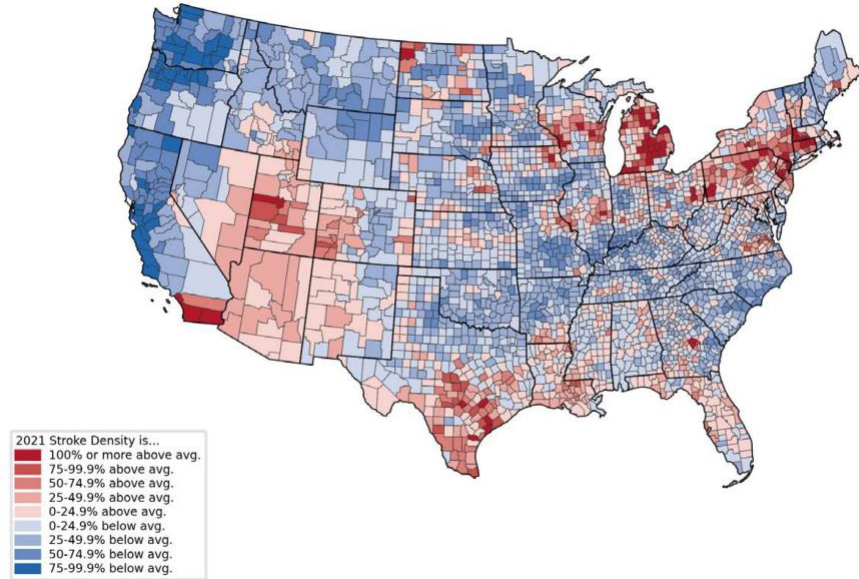 2021 Stroke Density is...
100% or more above avg.
75-99.9% above avg.
50-74.9% above avg.
25-49.9% above avg.
0-24.9% above avg.
0-24.9% below avg.
25-49.9% below avg.
50-74.9% below avg.
75-99.9% below avg.